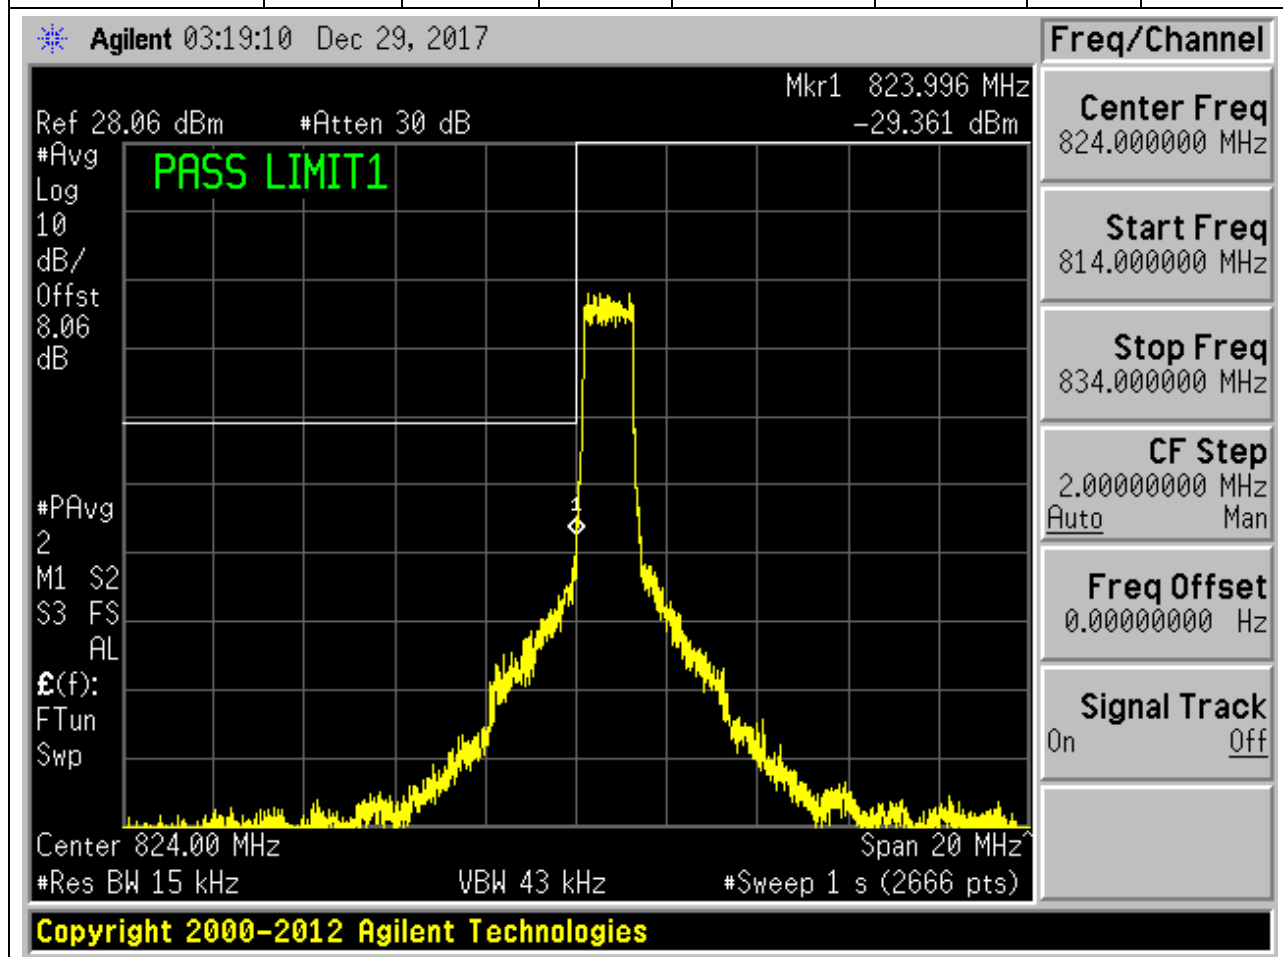 Agilent 03:19:10 Dec 29, 2017
Freq/Channel
Mkr1 823.996 MHz
Ref 28.06 dBm #Atten 30 dB -29.361 dBm
#Avg
Log
10
dB/
Offst
8.06
dB
PASS LIMIT1
1
#PAvg
2
M1 S2
S3 FS
AL
£(f):
FTun
Swp
Center 824.00 MHz Span 20 MHz^
#Res BW 15 kHz VBW 43 kHz #Sweep 1 s (2666 pts)
Center Freq
824.000000 MHz
Start Freq
814.000000 MHz
Stop Freq
834.000000 MHz
CF Step
2.00000000 MHz
Auto Man
Freq Offset
0.00000000 Hz
Signal Track
On Off
Copyright 2000-2012 Agilent Technologies